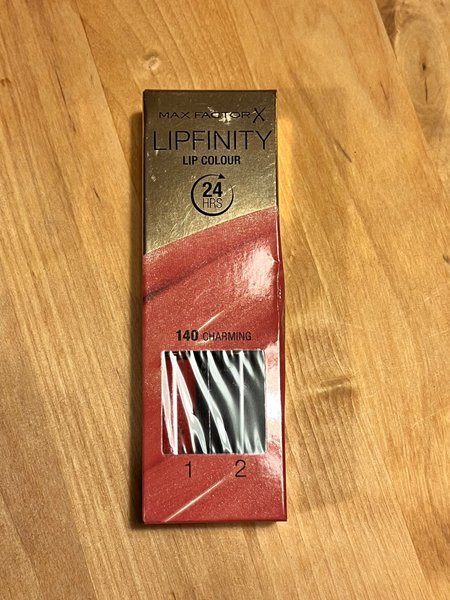 MAX FACTOR X
LIPFINITY
LIP COLOUR
24
HRS
140 CHARMING
1 2